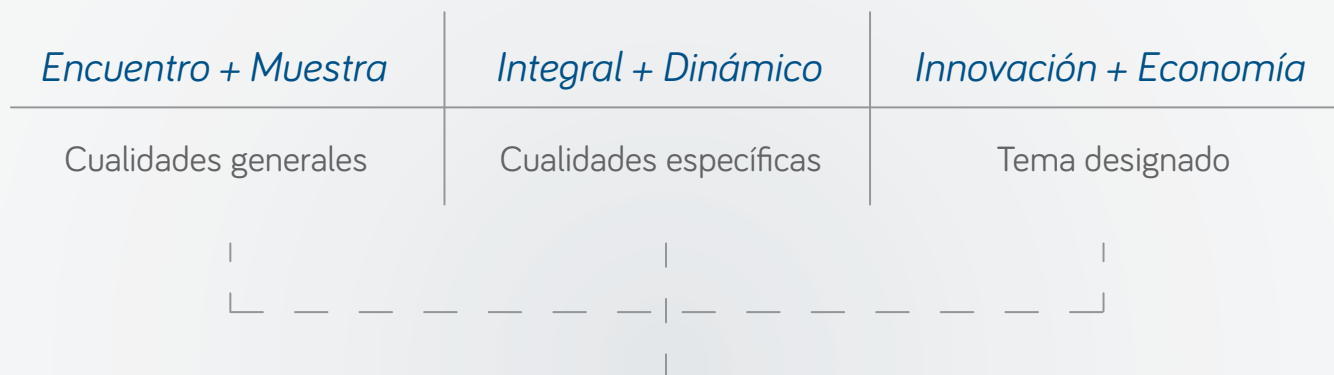 Encuentro + Muestra
Integral + Dinámico
Innovación + Economía
Cualidades generales
Cualidades específicas
Tema designado